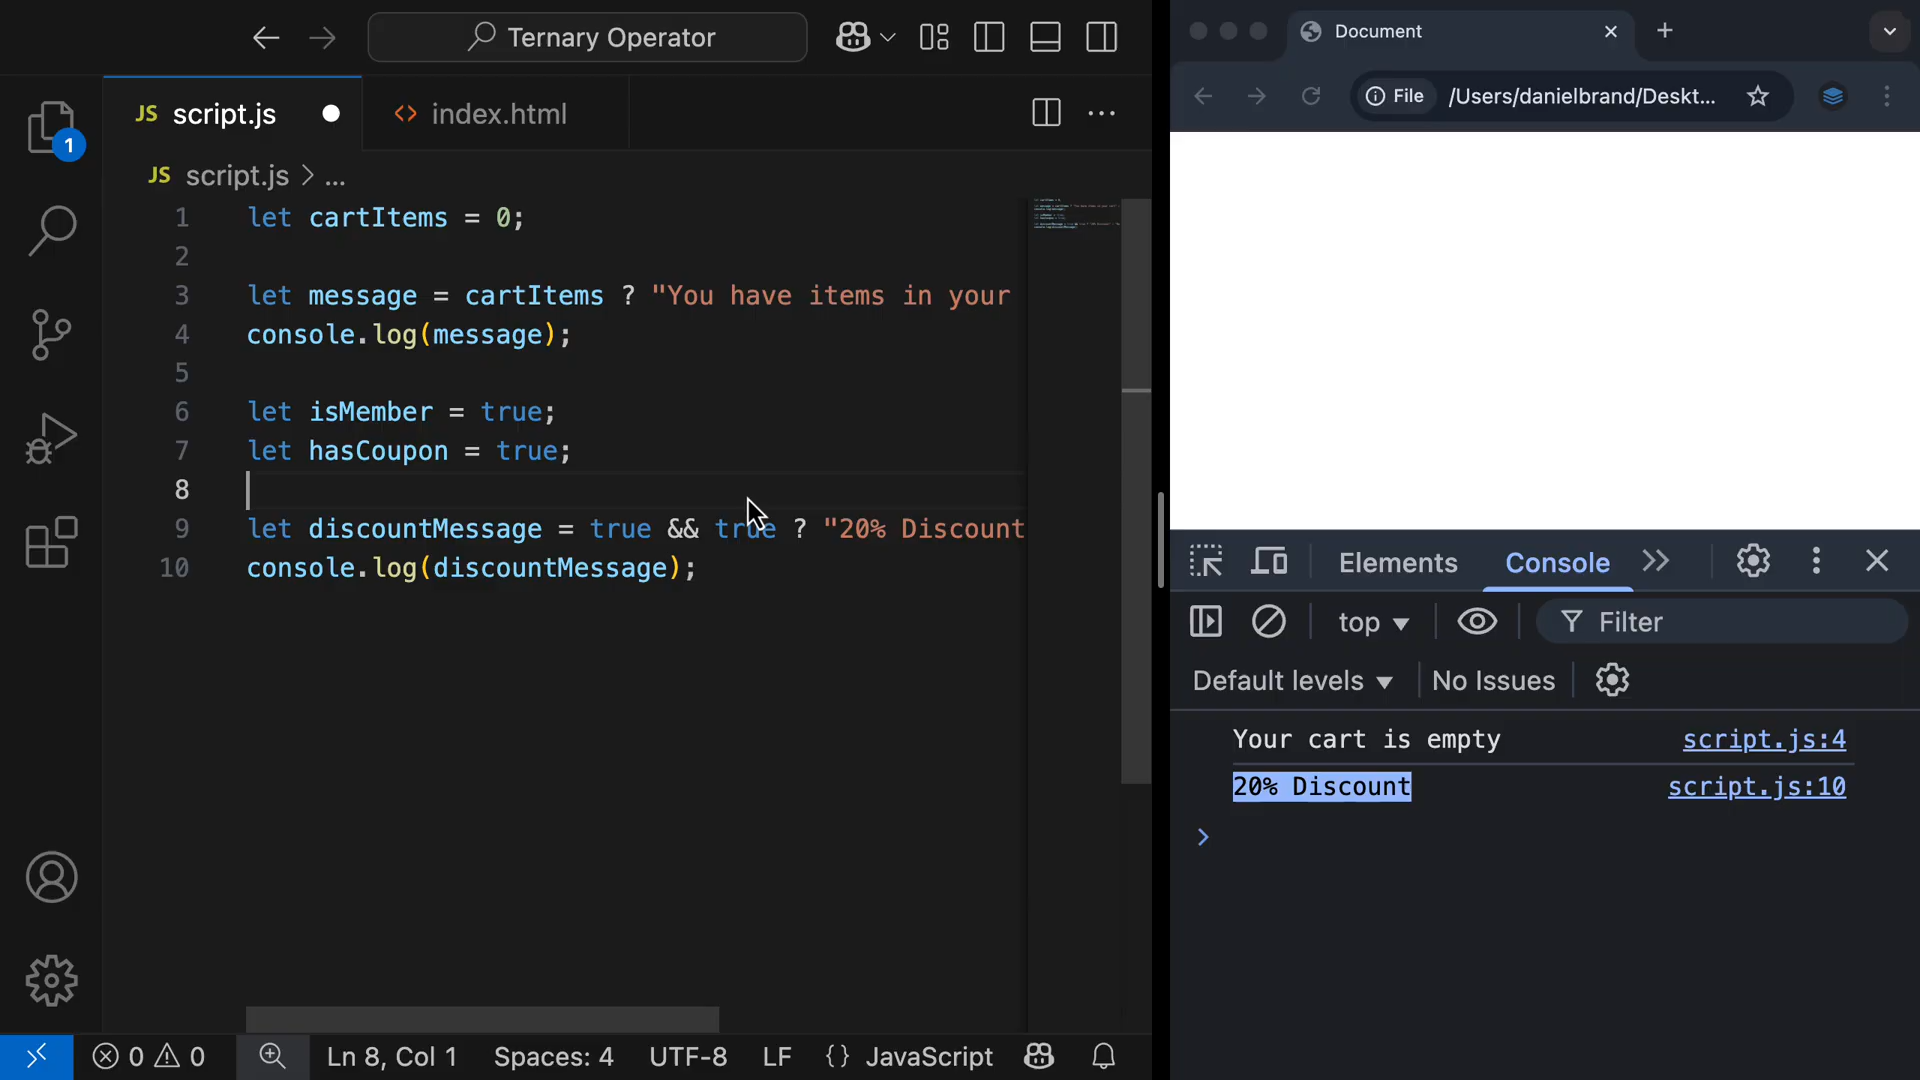 Ternary Operator
JS script.js
index.html
1
JS script.js > ...
1 let cartItems = 0;
2
3 let message = cartItems ? "You have items in your
4 console.log(message);
5
6 let isMember = true;
7 let hasCoupon = true;
8
9 let discountMessage = true && true ? "20% Discount
10 console.log(discountMessage);
0 0
Ln 8, Col 1
Spaces: 4
UTF-8
LF
{} JavaScript
Document
File
/Users/danielbrand/Deskt...
Elements
Console
top
Filter
Default levels
No Issues
Your cart is empty script.js:4
20% Discount script.js:10